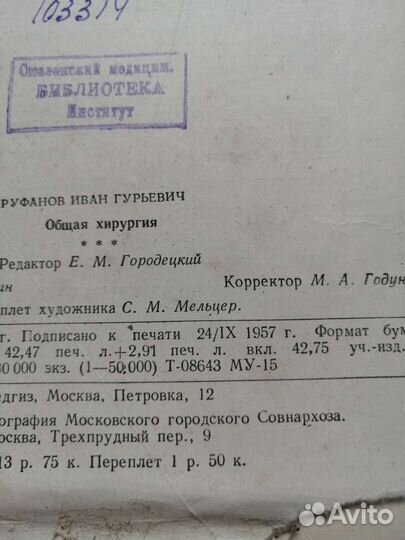 103314
Смоленский медицин.
БИБЛИОТЕКА
Институт
РУФАНОВ ИВАН ГУРЬЕВИЧ
Общая хирургия
* * *
Редактор Е. М. Городецкий
ин Корректор М. А. Годун
плет художника С. М. Мельцер.
г. Подписано к печати 24/IX 1957 г. Формат бум
42,47 печ. л.+2,91 печ. л. вкл. 42,75 уч.-изд.
80 000 экз. (1—50,000) Т-08643 МУ-15
едгиз, Москва, Петровка, 12
ография Московского городского Совнархоза.
осква, Трехпрудный пер., 9
13 р. 75 к. Переплет 1 р. 50 к.
Avito